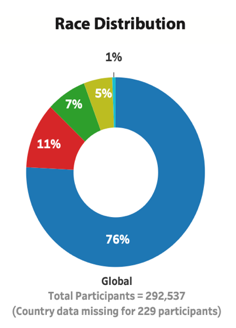 Race Distribution
1%
5%
7%
11%
76%
Global
Total Participants = 292,537
(Country data missing for 229 participants)